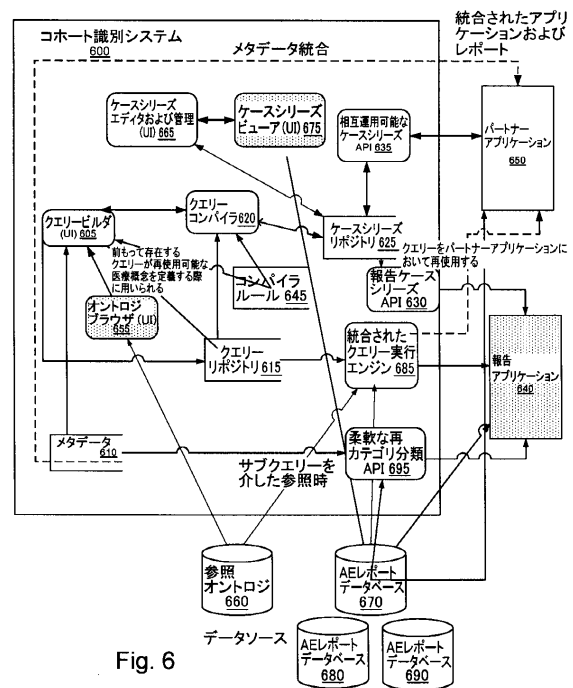 統合されたアプリ
ケーションおよび
レポート
コホート識別システム
600
メタデータ統合
ケースシリーズ
エディタおよび管理
(UI) 665
ケースシリーズ
ビューア(UI) 675
相互運用可能な
ケースシリーズ
API 635
パートナー
アプリケーション
650
クエリービルダ
(UI) 605
クエリー
コンパイラ
620
ケースシリーズ
リポジトリ 625
クエリーをパートナーアプリケーションに
おいて再使用する
前もって存在する
クエリーが再使用可能な
医療概念を定義する際
に用いられる
コンパイラ
ルール 645
報告ケース
シリーズ
API 630
オントロジ
ブラウザ(UI)
655
クエリー
リポジトリ 615
統合された
クエリー実行
エンジン
685
報告
アプリケーション
640
メタデータ
610
サブクエリーを
介した参照時
柔軟な再
カテゴリ分類
API 695
参照
オントロジ
660
AEレポート
データベース
670
データソース
AEレポート
データベース
680
AEレポート
データベース
690
Fig. 6